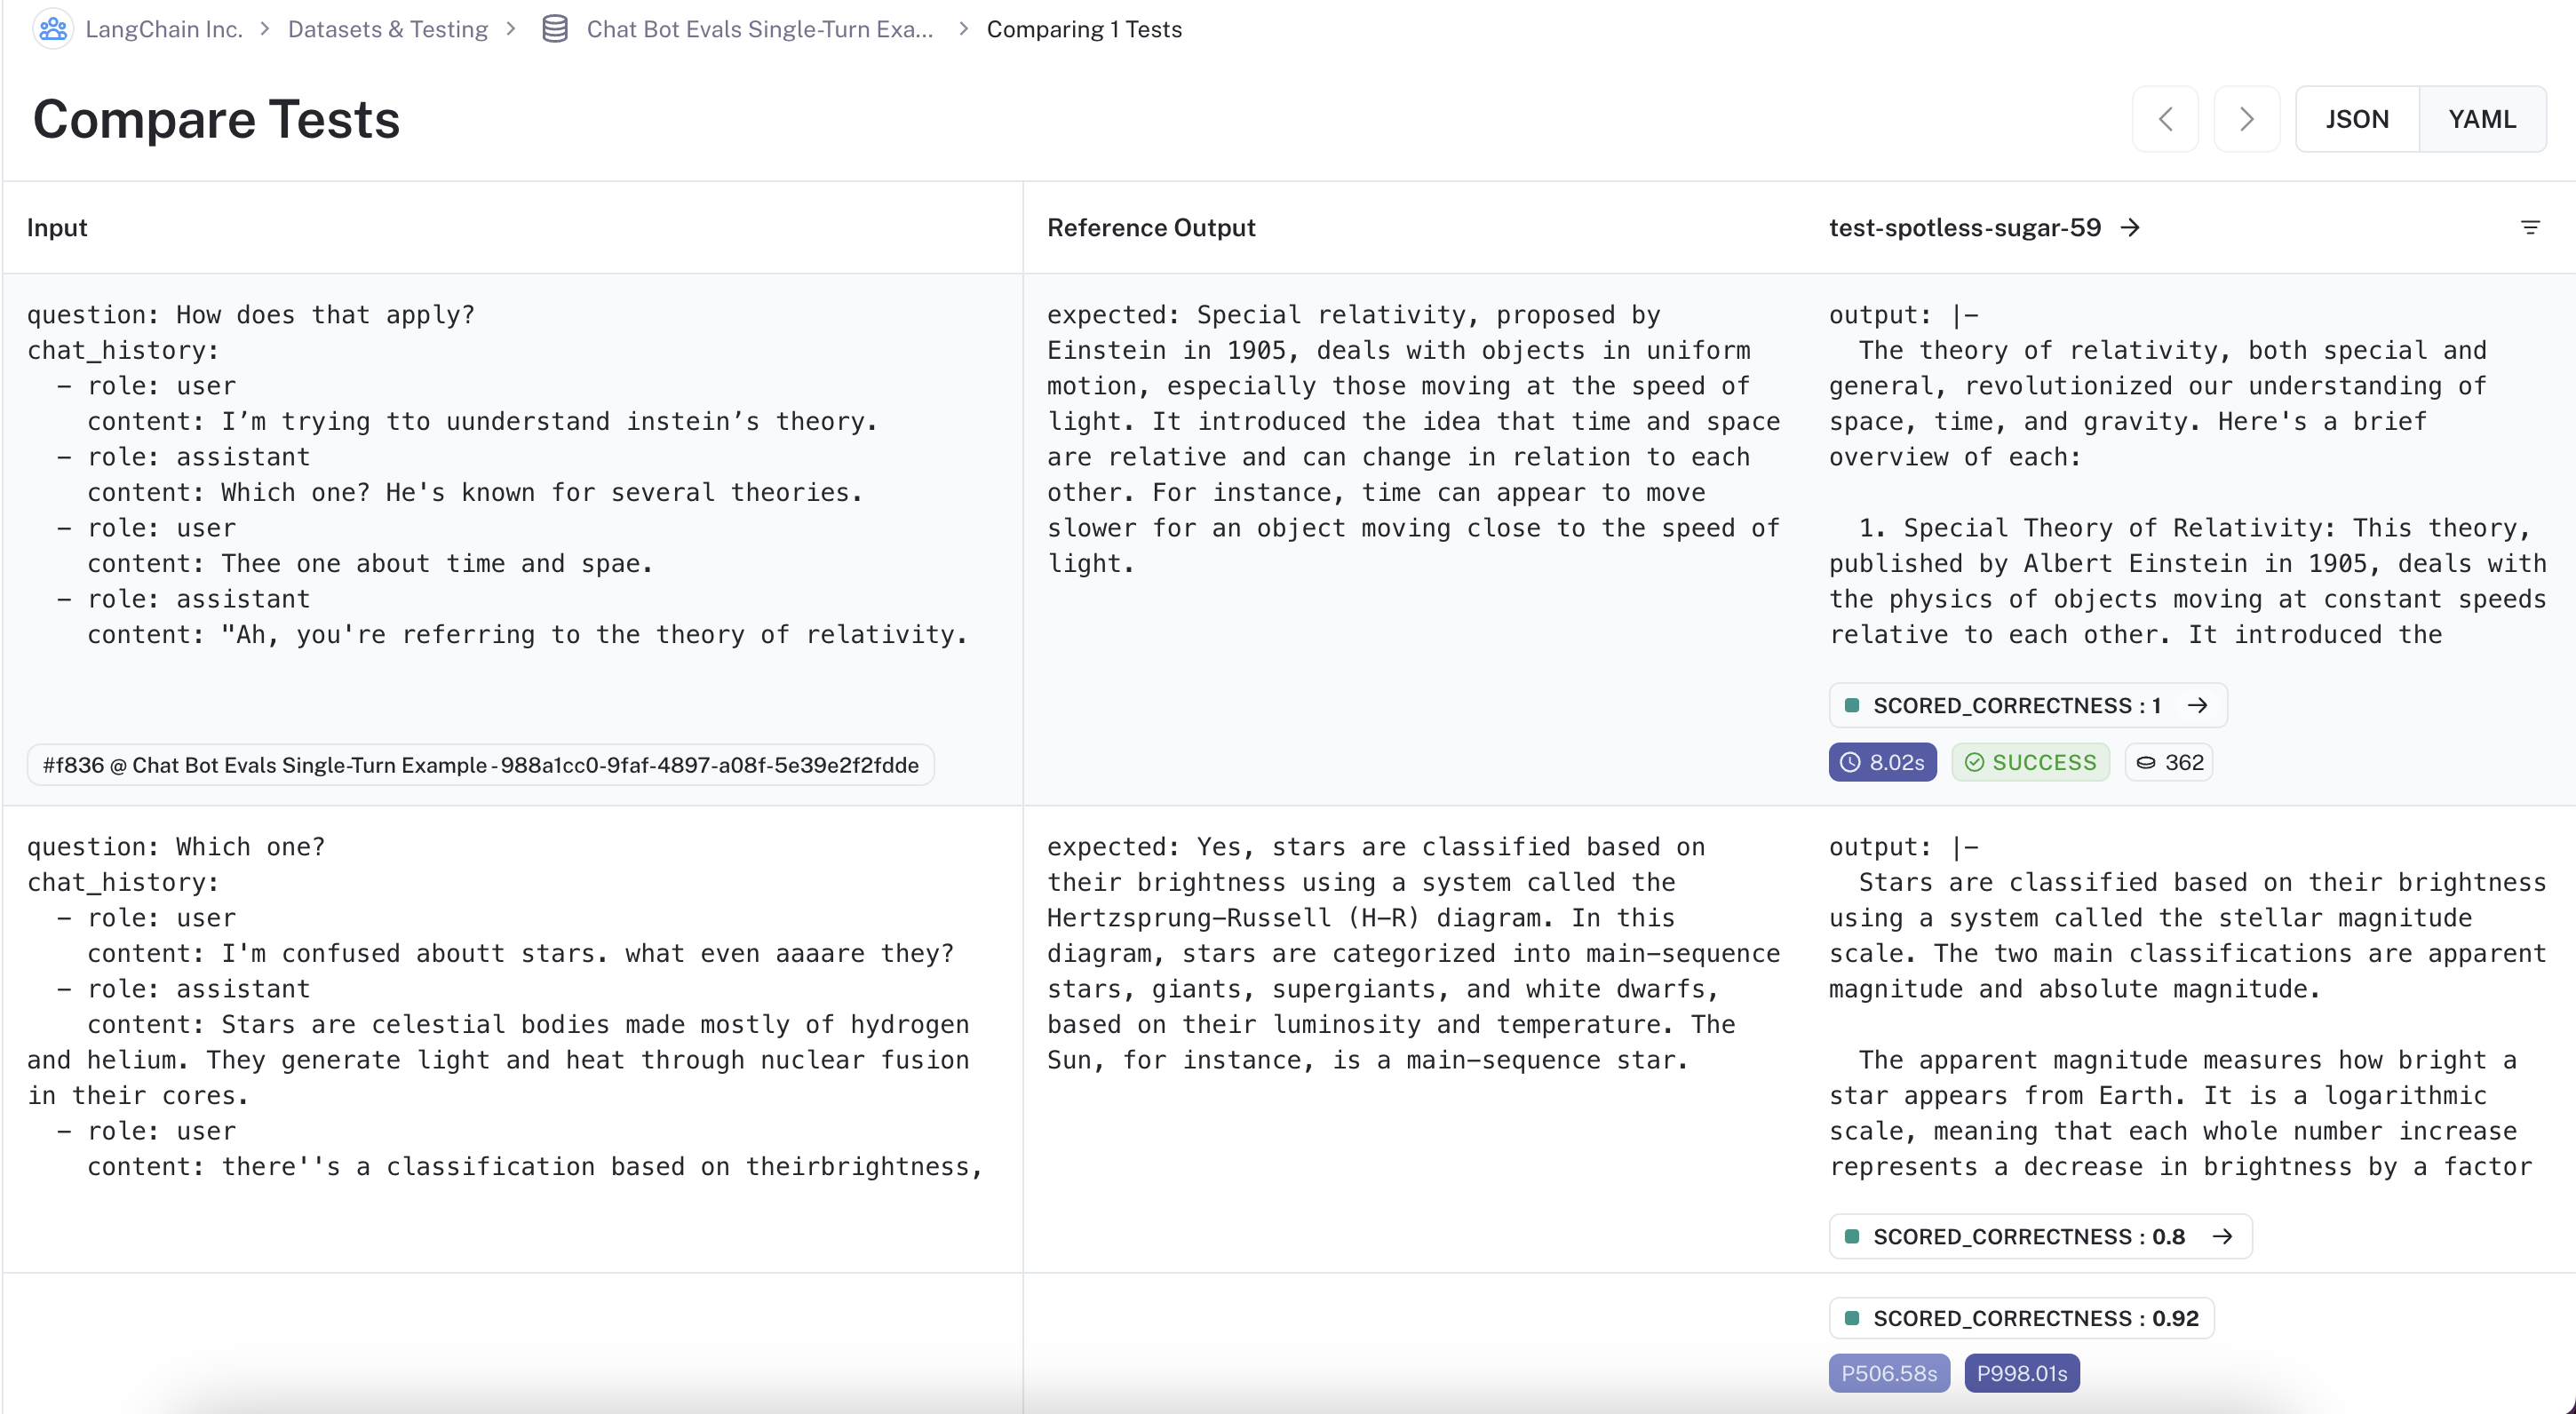 LangChain Inc. > Datasets & Testing > Chat Bot Evals Single-Turn Exa... > Comparing 1 Tests
Compare Tests
JSON YAML
Input
Reference Output
test-spotless-sugar-59 →
question: How does that apply?
chat_history:
  - role: user
    content: I’m trying tto uunderstand instein’s theory.
  - role: assistant
    content: Which one? He's known for several theories.
  - role: user
    content: Thee one about time and spae.
  - role: assistant
    content: "Ah, you're referring to the theory of relativity.
#f836 @ Chat Bot Evals Single-Turn Example - 988a1cc0-9faf-4897-a08f-5e39e2f2fdde
expected: Special relativity, proposed by
Einstein in 1905, deals with objects in uniform
motion, especially those moving at the speed of
light. It introduced the idea that time and space
are relative and can change in relation to each
other. For instance, time can appear to move
slower for an object moving close to the speed of
light.
output: |-
  The theory of relativity, both special and
general, revolutionized our understanding of
space, time, and gravity. Here's a brief
overview of each:
  1. Special Theory of Relativity: This theory,
published by Albert Einstein in 1905, deals with
the physics of objects moving at constant speeds
relative to each other. It introduced the
SCORED_CORRECTNESS : 1 →
8.02s SUCCESS 362
question: Which one?
chat_history:
  - role: user
    content: I'm confused aboutt stars. what even aaaare they?
  - role: assistant
    content: Stars are celestial bodies made mostly of hydrogen
and helium. They generate light and heat through nuclear fusion
in their cores.
  - role: user
    content: there''s a classification based on theirbrightness,
expected: Yes, stars are classified based on
their brightness using a system called the
Hertzsprung-Russell (H-R) diagram. In this
diagram, stars are categorized into main-sequence
stars, giants, supergiants, and white dwarfs,
based on their luminosity and temperature. The
Sun, for instance, is a main-sequence star.
output: |-
  Stars are classified based on their brightness
using a system called the stellar magnitude
scale. The two main classifications are apparent
magnitude and absolute magnitude.
  The apparent magnitude measures how bright a
star appears from Earth. It is a logarithmic
scale, meaning that each whole number increase
represents a decrease in brightness by a factor
SCORED_CORRECTNESS : 0.8 →
SCORED_CORRECTNESS : 0.92
P506.58s P998.01s